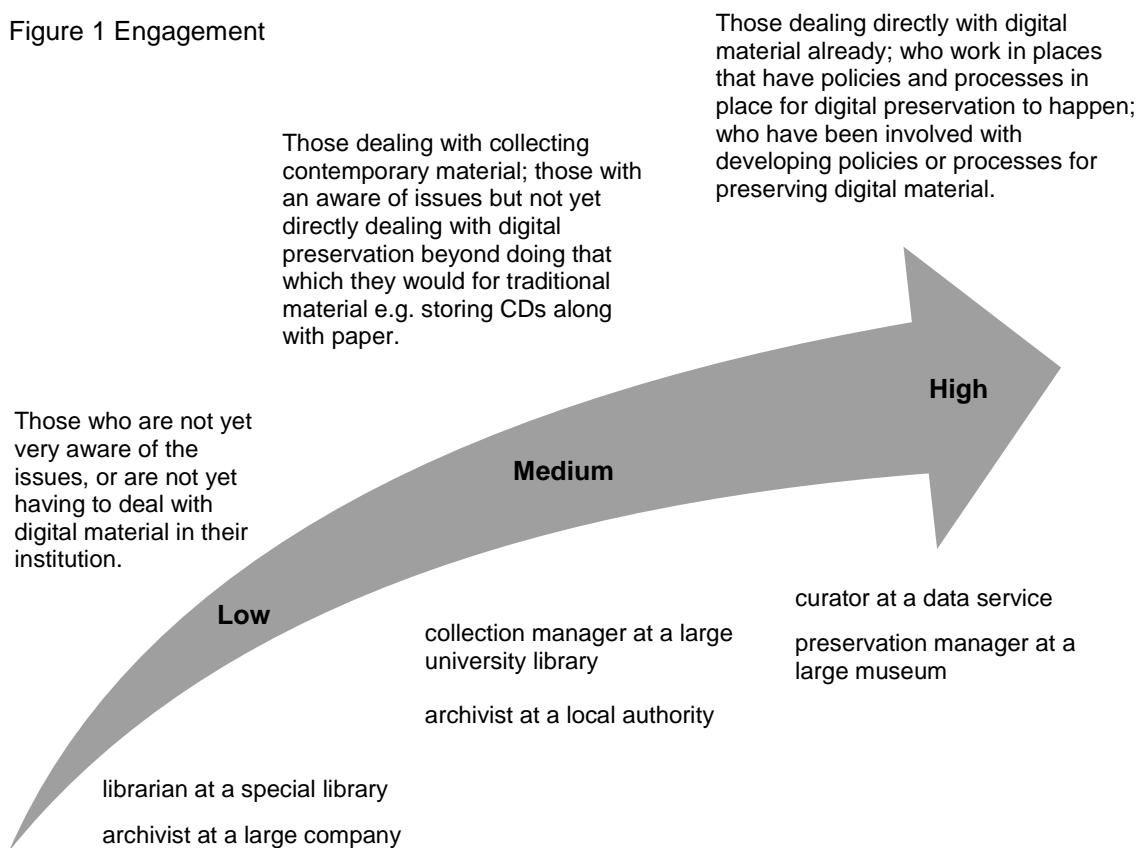 Figure 1 Engagement
Those dealing directly with digital
material already; who work in places
that have policies and processes in
place for digital preservation to happen;
who have been involved with
developing policies or processes for
preserving digital material.
Those dealing with collecting
contemporary material; those with
an aware of issues but not yet
directly dealing with digital
preservation beyond doing that
which they would for traditional
material e.g. storing CDs along
with paper.
High
Those who are not yet
very aware of the
issues, or are not yet
having to deal with
digital material in their
institution.
Medium
Low
curator at a data service
preservation manager at a
large museum
collection manager at a large
university library
archivist at a local authority
librarian at a special library
archivist at a large company